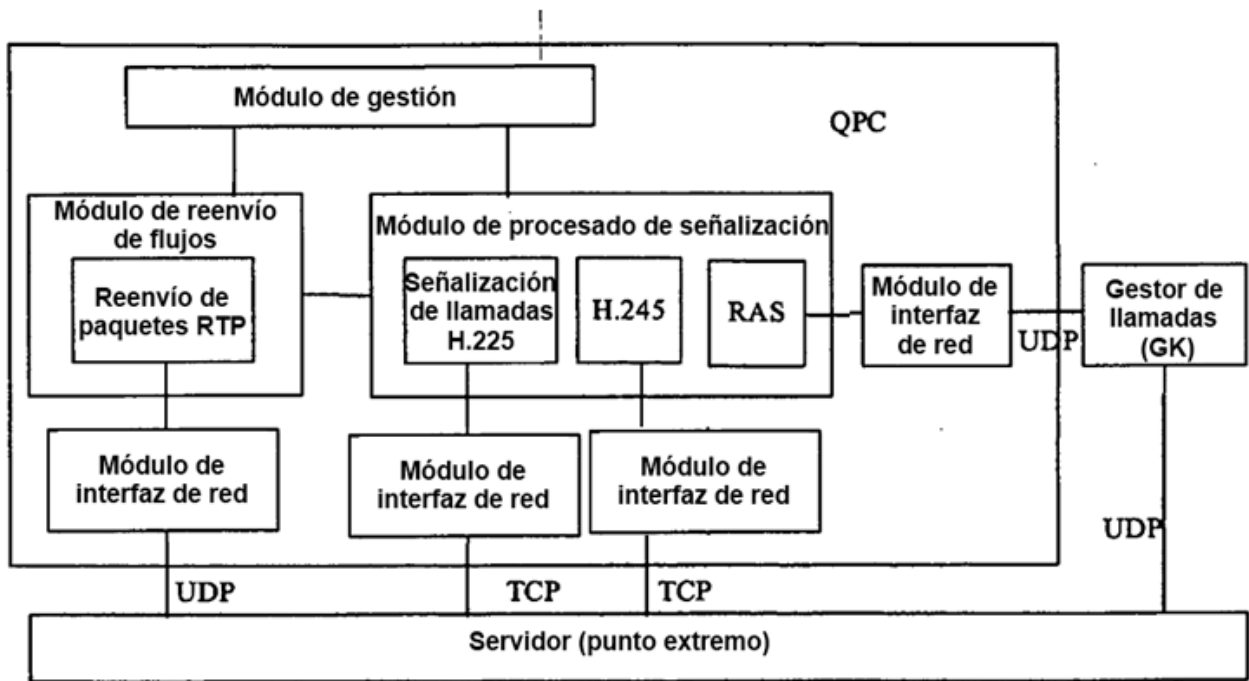 Módulo de gestión
QPC
Módulo de reenvío
de flujos
Reenvío de
paquetes RTP
Módulo de procesado de señalización
Señalización
de llamadas
H.225
H.245
RAS
Módulo de
interfaz
de red
UDP
Gestor de
llamadas
(GK)
Módulo de
interfaz de red
Módulo de
interfaz de red
Módulo de
interfaz de red
UDP
UDP
TCP
TCP
Servidor (punto extremo)